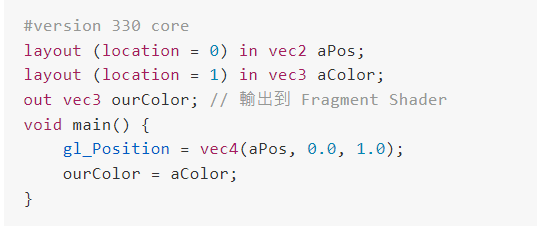 #version 330 core
layout (location = 0) in vec2 aPos;
layout (location = 1) in vec3 aColor;
out vec3 ourColor; // 輸出到 Fragment Shader
void main() {
    gl_Position = vec4(aPos, 0.0, 1.0);
    ourColor = aColor;
}